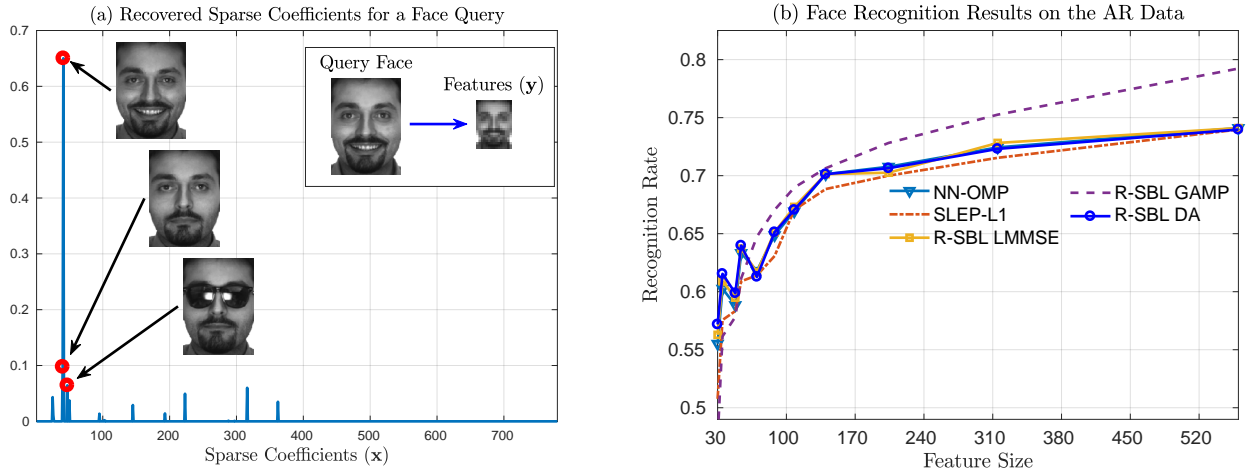 (a) Recovered Sparse Coefficients for a Face Query
0.7
0.6
0.5
0.4
0.3
0.2
0.1
0
100
200
300
400
500
600
700
Sparse Coefficients (x)
Query Face
Features (y)
(b) Face Recognition Results on the AR Data
0.8
0.75
0.7
0.65
0.6
0.55
0.5
Recognition Rate
30
100
170
240
310
380
450
520
Feature Size
NN-OMP
SLEP-L1
R-SBL LMMSE
R-SBL GAMP
R-SBL DA